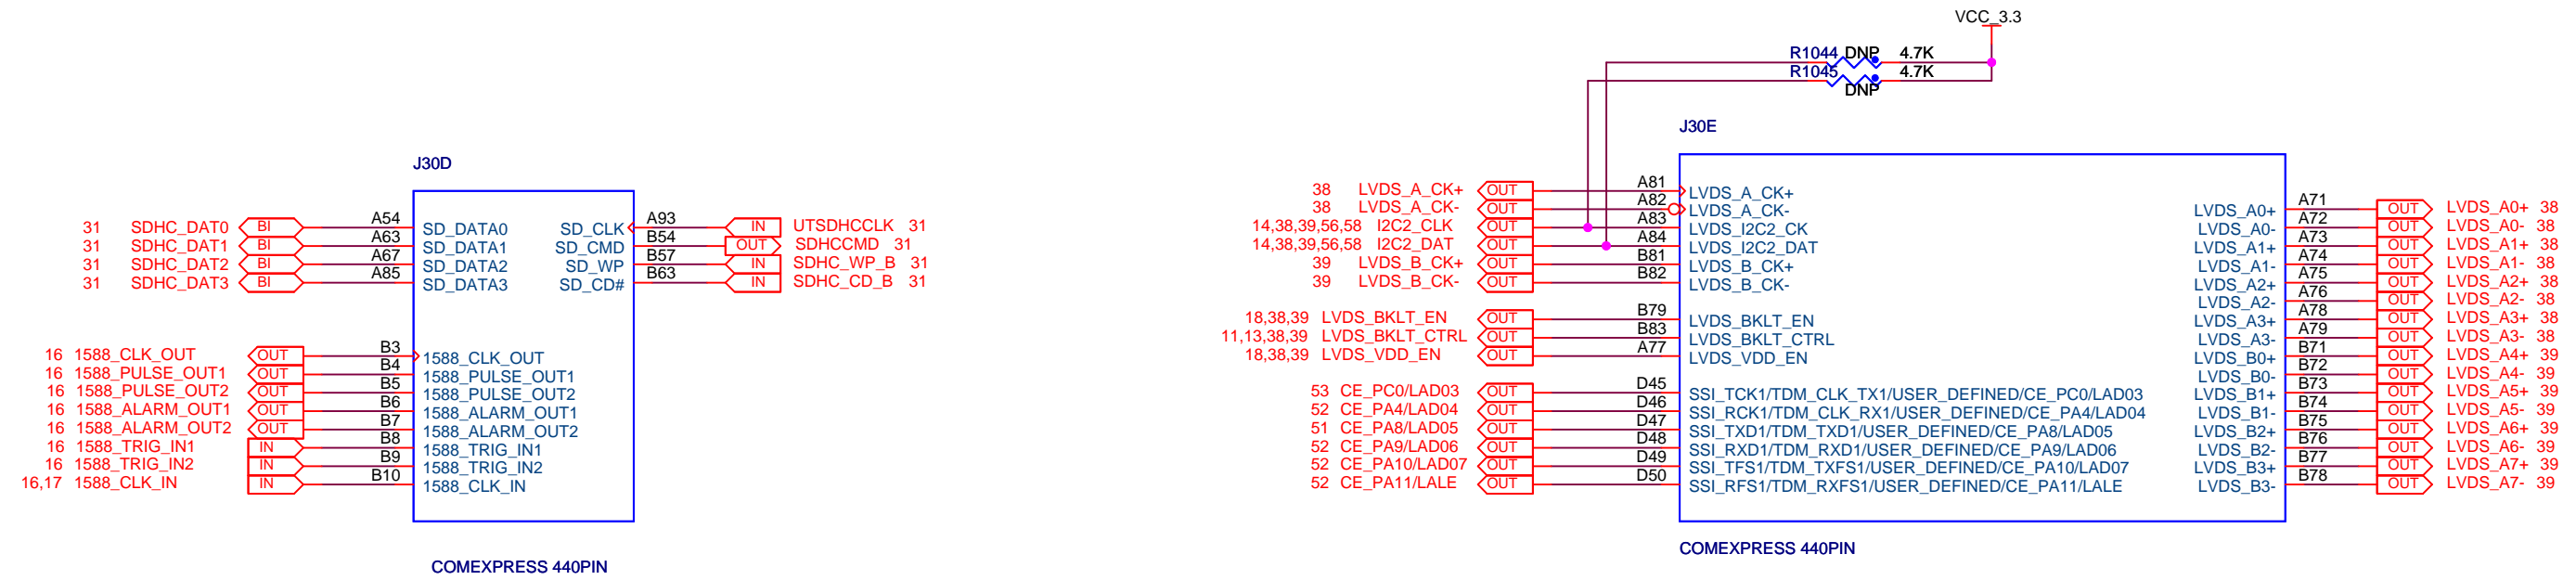 VCC_3.3
R1044 DNP 4.7K
R1045 4.7K
DNP
J30D
31 SDHC_DAT0 BI A54 SD_DATA0 SD_CLK A93 IN UTSDHCCLK 31
31 SDHC_DAT1 BI A63 SD_DATA1 SD_CMD B54 OUT SDHCCMD 31
31 SDHC_DAT2 BI A67 SD_DATA2 SD_WP B57 IN SDHC_WP_B 31
31 SDHC_DAT3 BI A85 SD_DATA3 SD_CD# B63 IN SDHC_CD_B 31
16 1588_CLK_OUT OUT B3 1588_CLK_OUT
16 1588_PULSE_OUT1 OUT B4 1588_PULSE_OUT1
16 1588_PULSE_OUT2 OUT B5 1588_PULSE_OUT2
16 1588_ALARM_OUT1 OUT B6 1588_ALARM_OUT1
16 1588_ALARM_OUT2 OUT B7 1588_ALARM_OUT2
16 1588_TRIG_IN1 IN B8 1588_TRIG_IN1
16 1588_TRIG_IN2 IN B9 1588_TRIG_IN2
16,17 1588_CLK_IN IN B10 1588_CLK_IN
COMEXPRESS 440PIN
J30E
38 LVDS_A_CK+ OUT A81 LVDS_A_CK+
38 LVDS_A_CK- OUT A82 LVDS_A_CK-
14,38,39,56,58 I2C2_CLK OUT A83 LVDS_I2C2_CK
14,38,39,56,58 I2C2_DAT OUT A84 LVDS_I2C2_DAT
39 LVDS_B_CK+ OUT B81 LVDS_B_CK+
39 LVDS_B_CK- OUT B82 LVDS_B_CK-
18,38,39 LVDS_BKLT_EN OUT B79 LVDS_BKLT_EN
11,13,38,39 LVDS_BKLT_CTRL OUT B83 LVDS_BKLT_CTRL
18,38,39 LVDS_VDD_EN OUT A77 LVDS_VDD_EN
53 CE_PC0/LAD03 OUT D45 SSI_TCK1/TDM_CLK_TX1/USER_DEFINED/CE_PC0/LAD03
52 CE_PA4/LAD04 OUT D46 SSI_RCK1/TDM_CLK_RX1/USER_DEFINED/CE_PA4/LAD04
51 CE_PA8/LAD05 OUT D47 SSI_TXD1/TDM_TXD1/USER_DEFINED/CE_PA8/LAD05
52 CE_PA9/LAD06 OUT D48 SSI_RXD1/TDM_RXD1/USER_DEFINED/CE_PA9/LAD06
52 CE_PA10/LAD07 OUT D49 SSI_TFS1/TDM_TXFS1/USER_DEFINED/CE_PA10/LAD07
52 CE_PA11/LALE OUT D50 SSI_RFS1/TDM_RXFS1/USER_DEFINED/CE_PA11/LALE
LVDS_A0+ A71 OUT LVDS_A0+ 38
LVDS_A0- A72 OUT LVDS_A0- 38
LVDS_A1+ A73 OUT LVDS_A1+ 38
LVDS_A1- A74 OUT LVDS_A1- 38
LVDS_A2+ A75 OUT LVDS_A2+ 38
LVDS_A2- A76 OUT LVDS_A2- 38
LVDS_A3+ A78 OUT LVDS_A3+ 38
LVDS_A3- A79 OUT LVDS_A3- 38
LVDS_B0+ B71 OUT LVDS_A4+ 39
LVDS_B0- B72 OUT LVDS_A4- 39
LVDS_B1+ B73 OUT LVDS_A5+ 39
LVDS_B1- B74 OUT LVDS_A5- 39
LVDS_B2+ B75 OUT LVDS_A6+ 39
LVDS_B2- B76 OUT LVDS_A6- 39
LVDS_B3+ B77 OUT LVDS_A7+ 39
LVDS_B3- B78 OUT LVDS_A7- 39
COMEXPRESS 440PIN